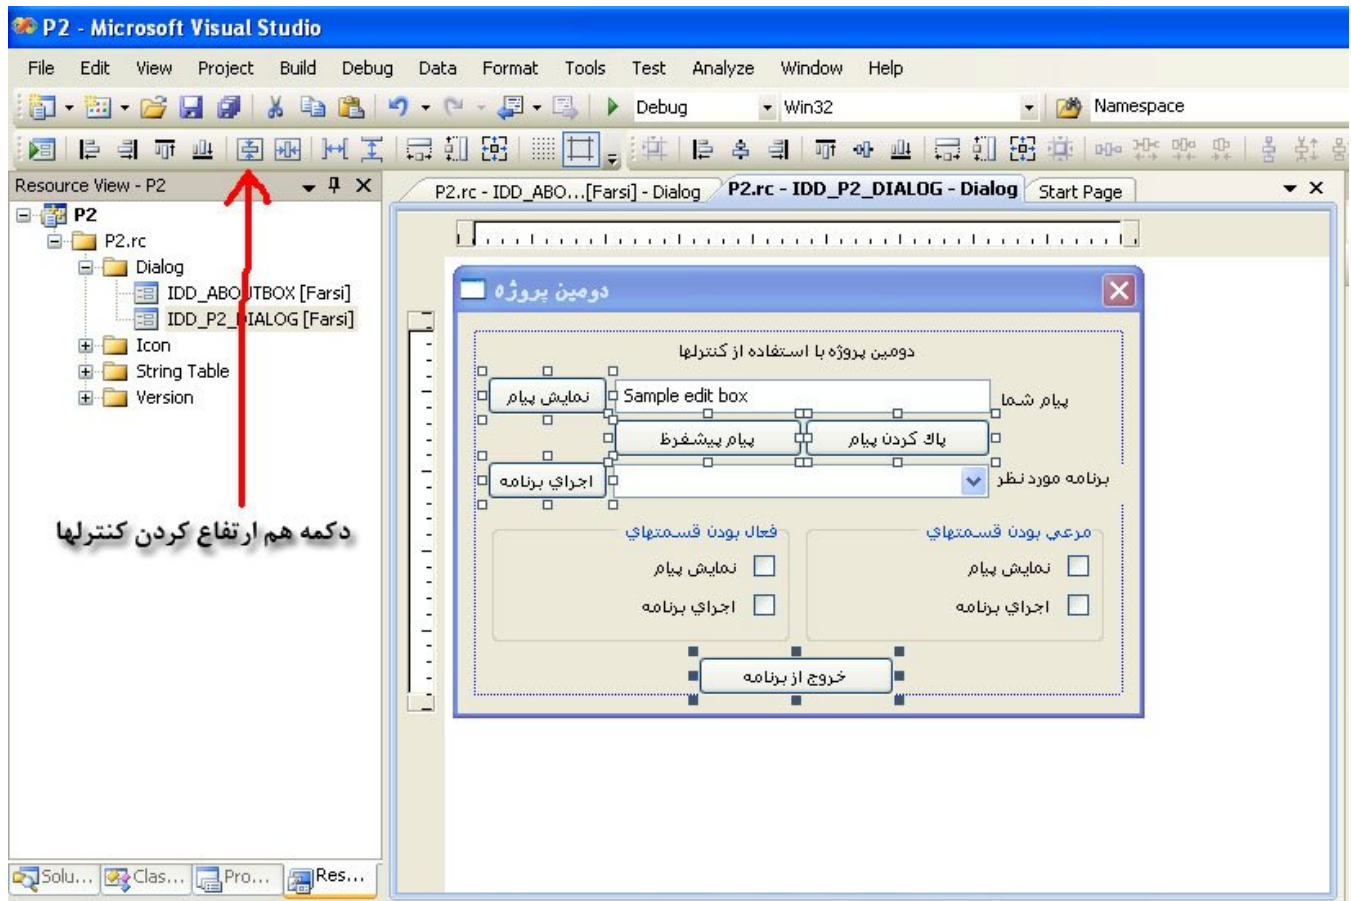 P2 - Microsoft Visual Studio
File Edit View Project Build Debug Data Format Tools Test Analyze Window Help
Debug Win32 Namespace
Resource View - P2
P2.rc - IDD_ABO...[Farsi] - Dialog P2.rc - IDD_P2_DIALOG - Dialog Start Page
P2
P2.rc
Dialog
IDD_ABOUTBOX [Farsi]
IDD_P2_DIALOG [Farsi]
Icon
String Table
Version
دکمه هم ارتفاع کردن کنترلها
دومین پروژه
دومین پروژه با استفاده از کنترلها
پیام شما
Sample edit box
نمایش پیام
پاك كردن پیام
پیام پیشفرظ
برنامه مورد نظر
اجراي برنامه
مرعي بودن قسمتهاي
فعال بودن قسمتهاي
نمایش پیام
نمایش پیام
اجراي برنامه
اجراي برنامه
خروج از برنامه
Solu... Clas... Pro... Res...